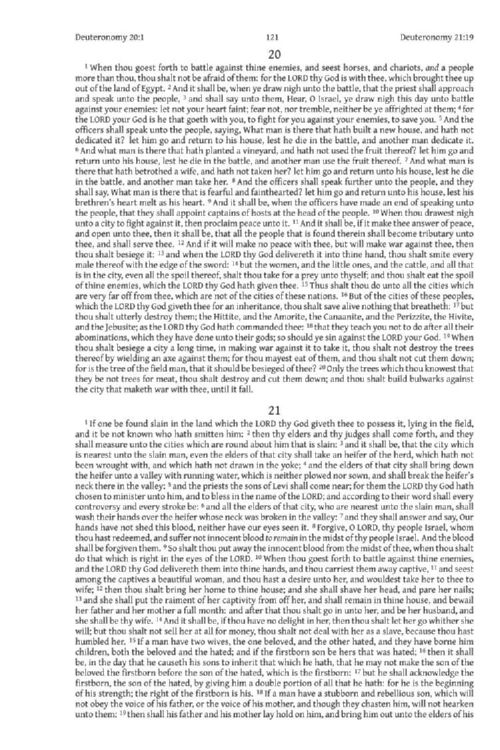 Deuteronomy 20:1 121 Deuteronomy 21:19
20
1 When thou goest forth to battle against thine enemies, and seest horses, and chariots, and a people
more than thou, thou shalt not be afraid of them: for the LORD thy God is with thee, which brought thee up
out of the land of Egypt. 2 And it shall be, when ye draw nigh unto the battle, that the priest shall approach
and speak unto the people, 3 and shall say unto them, Hear, O Israel, ye draw nigh this day unto battle
against your enemies: let not your heart faint; fear not, nor tremble, neither be ye affrighted at them; 4 for
the LORD your God is he that goeth with you, to fight for you against your enemies, to save you. 5 And the
officers shall speak unto the people, saying, What man is there that hath built a new house, and hath not
dedicated it? let him go and return to his house, lest he die in the battle, and another man dedicate it.
6 And what man is there that hath planted a vineyard, and hath not used the fruit thereof? let him go and
return unto his house, lest he die in the battle, and another man use the fruit thereof. 7 And what man is
there that hath betrothed a wife, and hath not taken her? let him go and return unto his house, lest he die
in the battle, and another man take her. 8 And the officers shall speak further unto the people, and they
shall say, What man is there that is fearful and fainthearted? let him go and return unto his house, lest his
brethren's heart melt as his heart. 9 And it shall be, when the officers have made an end of speaking unto
the people, that they shall appoint captains of hosts at the head of the people. 10 When thou drawest nigh
unto a city to fight against it, then proclaim peace unto it. 11 And it shall be, if it make thee answer of peace,
and open unto thee, then it shall be, that all the people that is found therein shall become tributary unto
thee, and shall serve thee. 12 And if it will make no peace with thee, but will make war against thee, then
thou shalt besiege it: 13 and when the LORD thy God delivereth it into thine hand, thou shalt smite every
male thereof with the edge of the sword: 14 but the women, and the little ones, and the cattle, and all that
is in the city, even all the spoil thereof, shalt thou take for a prey unto thyself; and thou shalt eat the spoil
of thine enemies, which the LORD thy God hath given thee. 15 Thus shalt thou do unto all the cities which
are very far off from thee, which are not of the cities of these nations. 16 But of the cities of these peoples,
which the LORD thy God giveth thee for an inheritance, thou shalt save alive nothing that breatheth: 17 but
thou shalt utterly destroy them; the Hittite, and the Amorite, the Canaanite, and the Perizzite, the Hivite,
and the Jebusite; as the LORD thy God hath commanded thee: 18 that they teach you not to do after all their
abominations, which they have done unto their gods; so should ye sin against the LORD your God. 19 When
thou shalt besiege a city a long time, in making war against it to take it, thou shalt not destroy the trees
thereof by wielding an axe against them; for thou mayest eat of them, and thou shalt not cut them down;
for is the tree of the field man, that it should be besieged of thee? 20 Only the trees which thou knowest that
they be not trees for meat, thou shalt destroy and cut them down; and thou shalt build bulwarks against
the city that maketh war with thee, until it fall.
21
1 If one be found slain in the land which the LORD thy God giveth thee to possess it, lying in the field,
and it be not known who hath smitten him: 2 then thy elders and thy judges shall come forth, and they
shall measure unto the cities which are round about him that is slain: 3 and it shall be, that the city which
is nearest unto the slain man, even the elders of that city shall take an heifer of the herd, which hath not
been wrought with, and which hath not drawn in the yoke; 4 and the elders of that city shall bring down
the heifer unto a valley with running water, which is neither plowed nor sown, and shall break the heifer's
neck there in the valley: 5 and the priests the sons of Levi shall come near; for them the LORD thy God hath
chosen to minister unto him, and to bless in the name of the LORD; and according to their word shall every
controversy and every stroke be: 6 and all the elders of that city, who are nearest unto the slain man, shall
wash their hands over the heifer whose neck was broken in the valley: 7 and they shall answer and say, Our
hands have not shed this blood, neither have our eyes seen it. 8 Forgive, O LORD, thy people Israel, whom
thou hast redeemed, and suffer not innocent blood to remain in the midst of thy people Israel. And the blood
shall be forgiven them. 9 So shalt thou put away the innocent blood from the midst of thee, when thou shalt
do that which is right in the eyes of the LORD. 10 When thou goest forth to battle against thine enemies,
and the LORD thy God delivereth them into thine hands, and thou carriest them away captive, 11 and seest
among the captives a beautiful woman, and thou hast a desire unto her, and wouldest take her to thee to
wife; 12 then thou shalt bring her home to thine house; and she shall shave her head, and pare her nails;
13 and she shall put the raiment of her captivity from off her, and shall remain in thine house, and bewail
her father and her mother a full month: and after that thou shalt go in unto her, and be her husband, and
she shall be thy wife. 14 And it shall be, if thou have no delight in her, then thou shalt let her go whither she
will; but thou shalt not sell her at all for money, thou shalt not deal with her as a slave, because thou hast
humbled her. 15 If a man have two wives, the one beloved, and the other hated, and they have borne him
children, both the beloved and the hated; and if the firstborn son be hers that was hated; 16 then it shall
be, in the day that he causeth his sons to inherit that which he hath, that he may not make the son of the
beloved the firstborn before the son of the hated, which is the firstborn: 17 but he shall acknowledge the
firstborn, the son of the hated, by giving him a double portion of all that he hath: for he is the beginning
of his strength; the right of the firstborn is his. 18 If a man have a stubborn and rebellious son, which will
not obey the voice of his father, or the voice of his mother, and though they chasten him, will not hearken
unto them: 19 then shall his father and his mother lay hold on him, and bring him out unto the elders of his